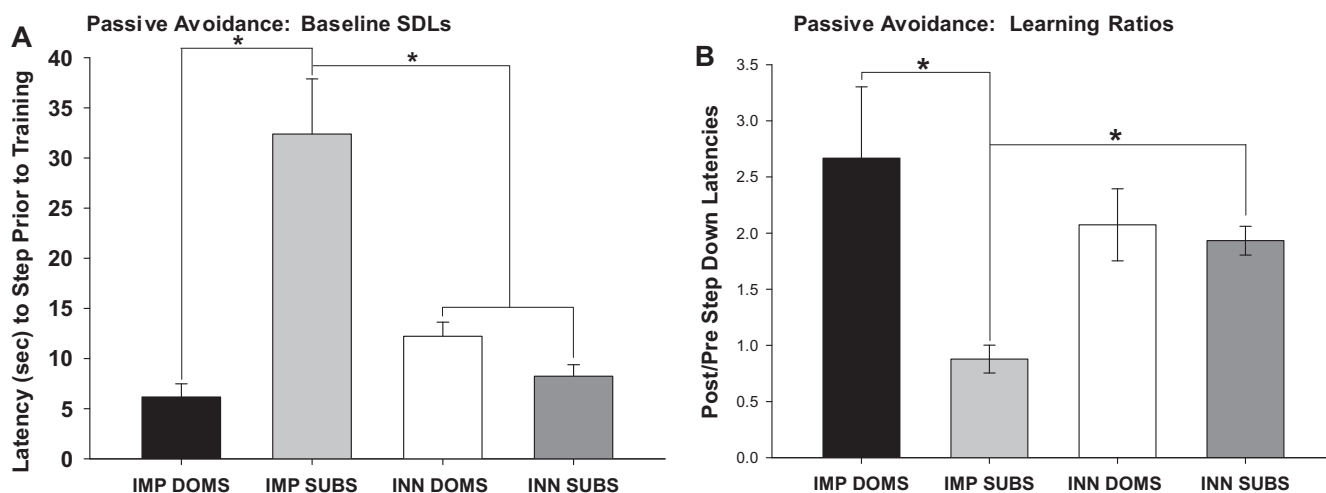 A
Passive Avoidance: Baseline SDLs
Latency (sec) to Step Prior to Training
40
35
30
25
20
15
10
5
0
*
*
IMP DOMS IMP SUBS INN DOMS INN SUBS
B
Passive Avoidance: Learning Ratios
Post/Pre Step Down Latencies
3.5
3.0
2.5
2.0
1.5
1.0
0.5
0.0
*
*
IMP DOMS IMP SUBS INN DOMS INN SUBS